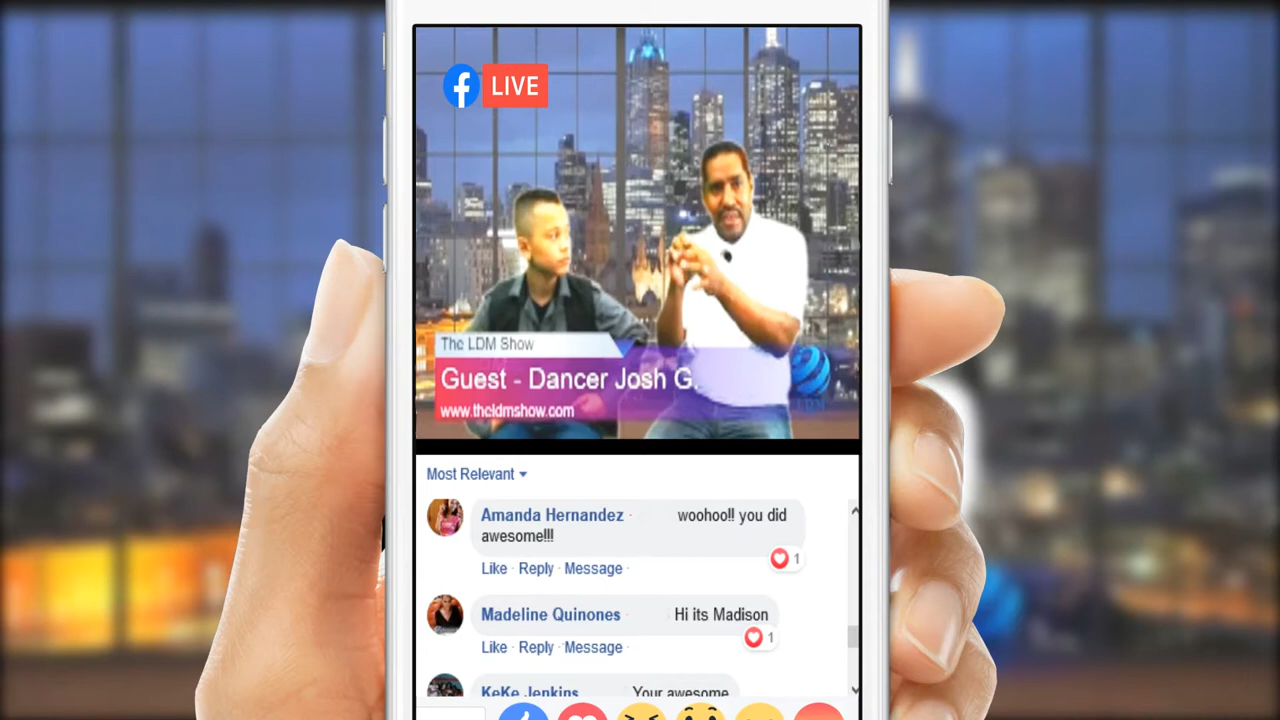 f LIVE
The LDM Show
Guest - Dancer Josh G.
www.theldmshow.com
Most Relevant
Amanda Hernandez · woohoo!! you did
awesome!!!
1
Like · Reply · Message ·
Madeline Quinones · Hi its Madison
1
Like · Reply · Message ·
KeKe Jenkins Your awesome